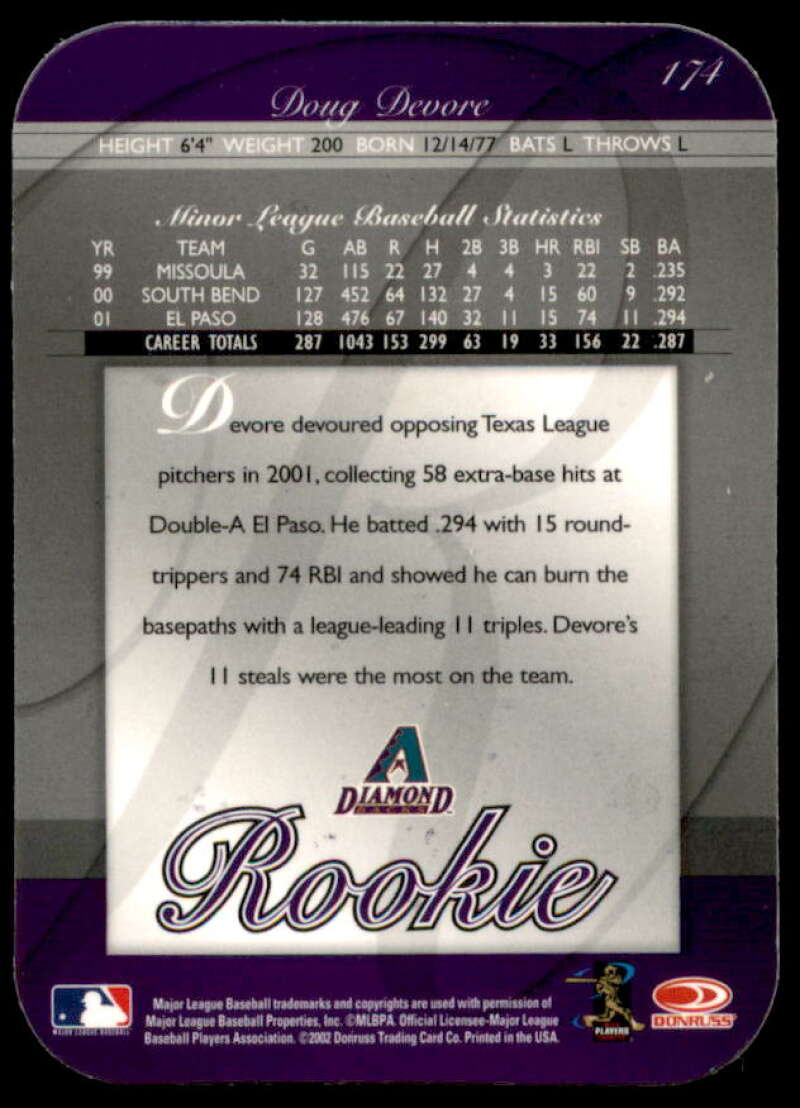 174
Doug Devore
HEIGHT 6'4" WEIGHT 200 BORN 12/14/77 BATS L THROWS L
Minor League Baseball Statistics
YR TEAM G AB R H 2B 3B HR RBI SB BA
99 MISSOULA 32 115 22 27 4 4 3 22 2 .235
00 SOUTH BEND 127 452 64 132 27 4 15 60 9 .292
01 EL PASO 128 476 67 140 32 11 15 74 11 .294
CAREER TOTALS 287 1043 153 299 63 19 33 156 22 .287
Devore devoured opposing Texas League
pitchers in 2001, collecting 58 extra-base hits at
Double-A El Paso. He batted .294 with 15 round-
trippers and 74 RBI and showed he can burn the
basepaths with a league-leading 11 triples. Devore's
11 steals were the most on the team.
A
DIAMOND
BACKS
Rookie
Major League Baseball trademarks and copyrights are used with permission of
Major League Baseball Properties, Inc. ©MLBPA Official Licensee-Major League
Baseball Players Association. ©2002 Donruss Trading Card Co. Printed in the USA.
MAJOR LEAGUE BASEBALL
PLAYERS
DONRUSS